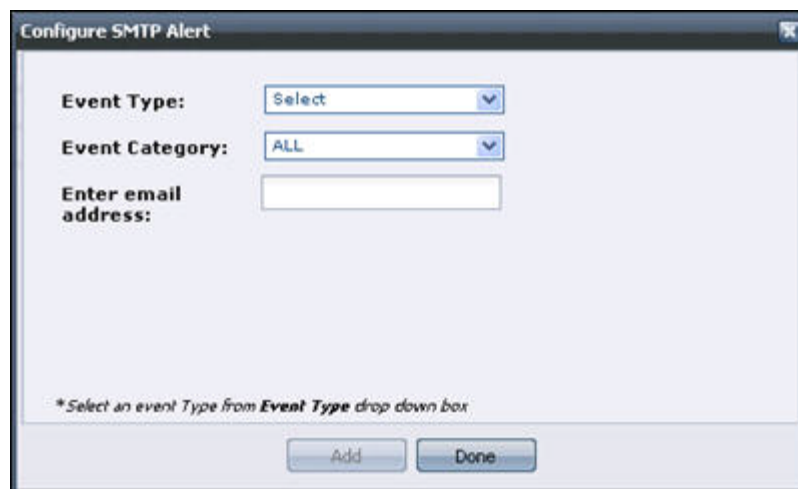 Configure SMTP Alert
Event Type:
Select
Event Category:
ALL
Enter email
address:
*Select an event Type from Event Type drop down box
Add
Done